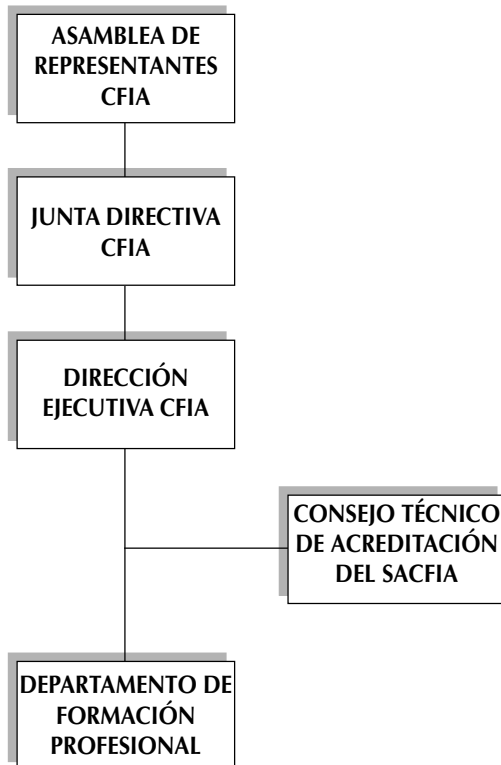 ASAMBLEA DE
REPRESENTANTES
CFIA
JUNTA DIRECTIVA
CFIA
DIRECCIÓN
EJECUTIVA CFIA
CONSEJO TÉCNICO
DE ACREDITACIÓN
DEL SACFIA
DEPARTAMENTO DE
FORMACIÓN
PROFESIONAL